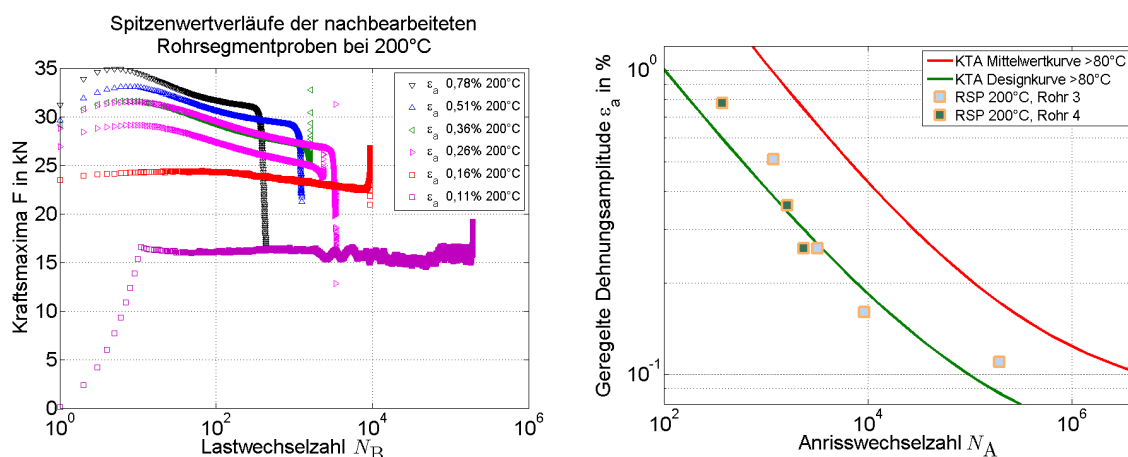 Spitzenwertverläufe der nachbearbeiteten
Rohrsegmentproben bei 200°C
Kraftsmaxima F in kN
35
30
25
20
15
10
5
0
10^0
10^2
10^4
10^6
Lastwechselzahl N_B
ε_a 0,78% 200°C
ε_a 0,51% 200°C
ε_a 0,36% 200°C
ε_a 0,26% 200°C
ε_a 0,16% 200°C
ε_a 0,11% 200°C
Geregelte Dehnungsamplitude ε_a in %
10^0
10^-1
10^2
10^4
10^6
Anrisswechselzahl N_A
KTA Mittelwertkurve >80°C
KTA Designkurve >80°C
RSP 200°C, Rohr 3
RSP 200°C, Rohr 4